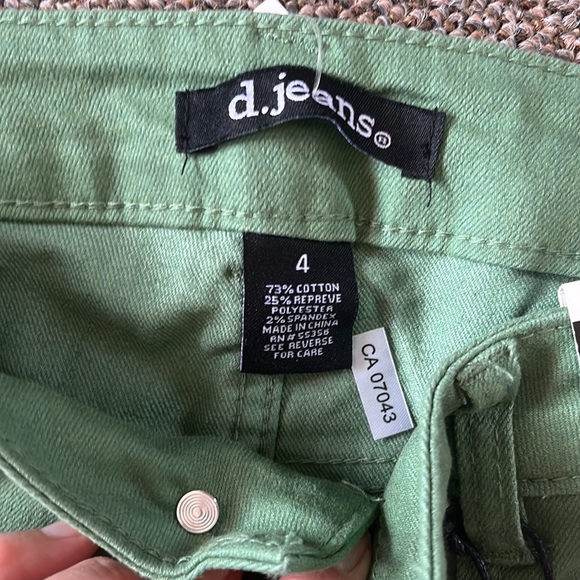 d.jeans®
4
73% COTTON
25% REPREVE
POLYESTER
2% SPANDEX
MADE IN CHINA
RN# 55358
SEE REVERSE
FOR CARE
CA 07043